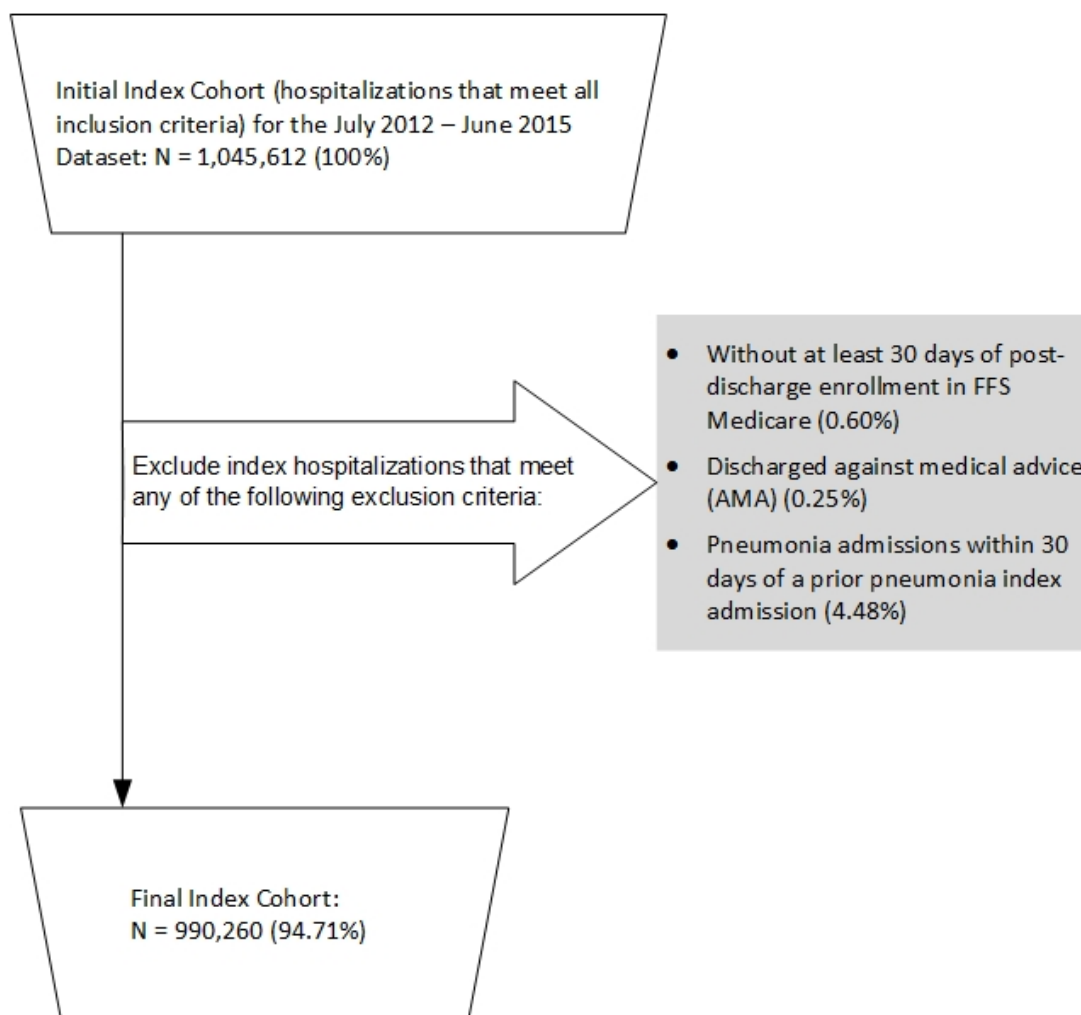 Initial Index Cohort (hospitalizations that meet all
inclusion criteria) for the July 2012 – June 2015
Dataset: N = 1,045,612 (100%)
Exclude index hospitalizations that meet
any of the following exclusion criteria:
• Without at least 30 days of post-
discharge enrollment in FFS
Medicare (0.60%)
• Discharged against medical advice
(AMA) (0.25%)
• Pneumonia admissions within 30
days of a prior pneumonia index
admission (4.48%)
Final Index Cohort:
N = 990,260 (94.71%)